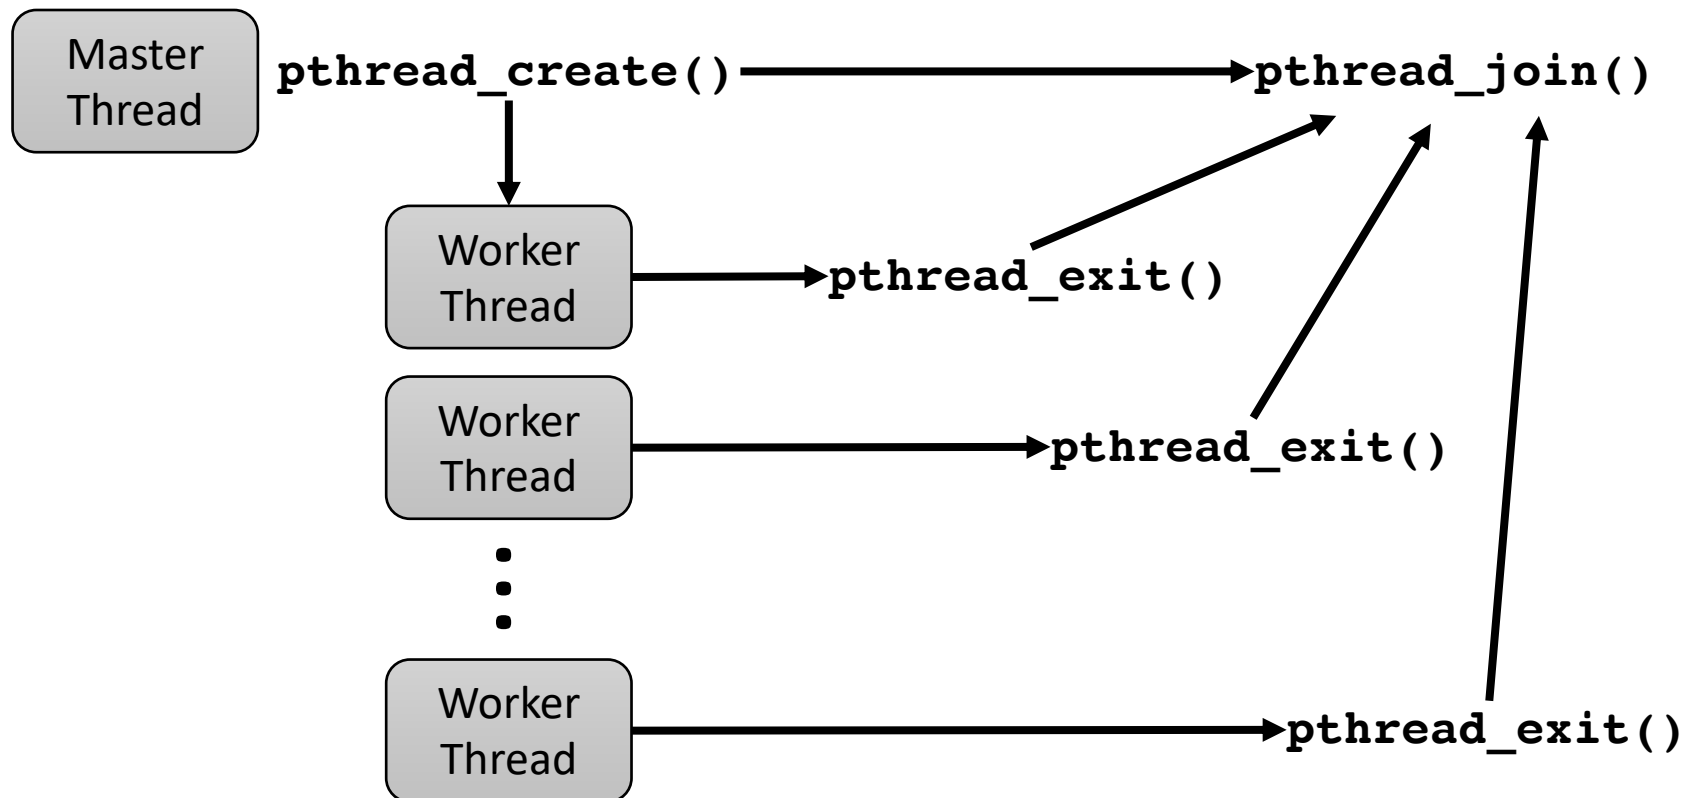 Master
Thread
pthread_create()
pthread_join()
Worker
Thread
pthread_exit()
Worker
Thread
pthread_exit()
Worker
Thread
pthread_exit()